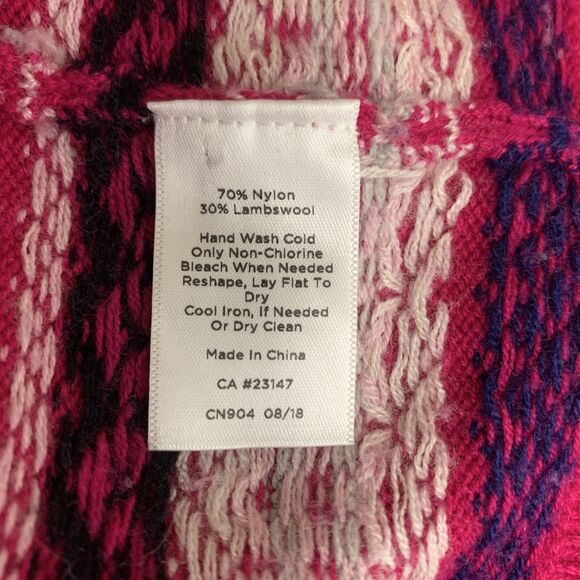 70% Nylon
30% Lambswool
Hand Wash Cold
Only Non-Chlorine
Bleach When Needed
Reshape, Lay Flat To
Dry
Cool Iron, If Needed
Or Dry Clean
Made In China
CA #23147
CN904 08/18